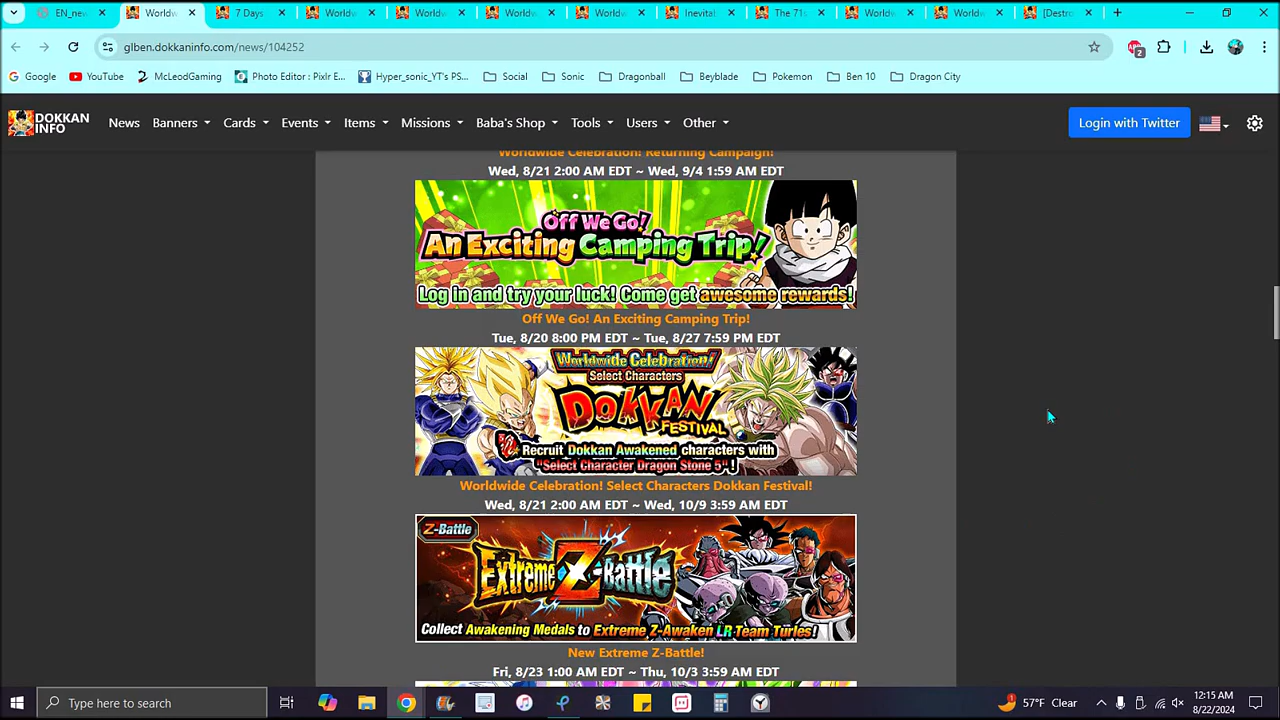 EN_nev
Worldw
7 Days
Worldw
Worldw
Worldw
Worldw
Inevital
The 71s
Worldw
Worldw
[Destro
glben.dokkaninfo.com/news/104252
2
Google
YouTube
McLeodGaming
Photo Editor : Pixlr E...
Hyper_sonic_YT's PS...
Social
Sonic
Dragonball
Beyblade
Pokemon
Ben 10
Dragon City
DOKKAN
INFO
News
Banners
Cards
Events
Items
Missions
Baba's Shop
Tools
Users
Other
Login with Twitter
Worldwide Celebration! Returning Campaign!
Wed, 8/21 2:00 AM EDT ~ Wed, 9/4 1:59 AM EDT
Off We Go!
An Exciting Camping Trip!
Log in and try your luck! Come get awesome rewards!
Off We Go! An Exciting Camping Trip!
Tue, 8/20 8:00 PM EDT ~ Tue, 8/27 7:59 PM EDT
Worldwide Celebration!
Select Characters
DOKKAN
FESTIVAL
Recruit Dokkan Awakened characters with
"Select Character Dragon Stone 5"!
Worldwide Celebration! Select Characters Dokkan Festival!
Wed, 8/21 2:00 AM EDT ~ Wed, 10/9 3:59 AM EDT
Z-Battle
Extreme Z-Battle
Collect Awakening Medals to Extreme Z-Awaken LR Team Turles!
New Extreme Z-Battle!
Fri, 8/23 1:00 AM EDT ~ Thu, 10/3 3:59 AM EDT
Type here to search
57°F Clear
12:15 AM
8/22/2024